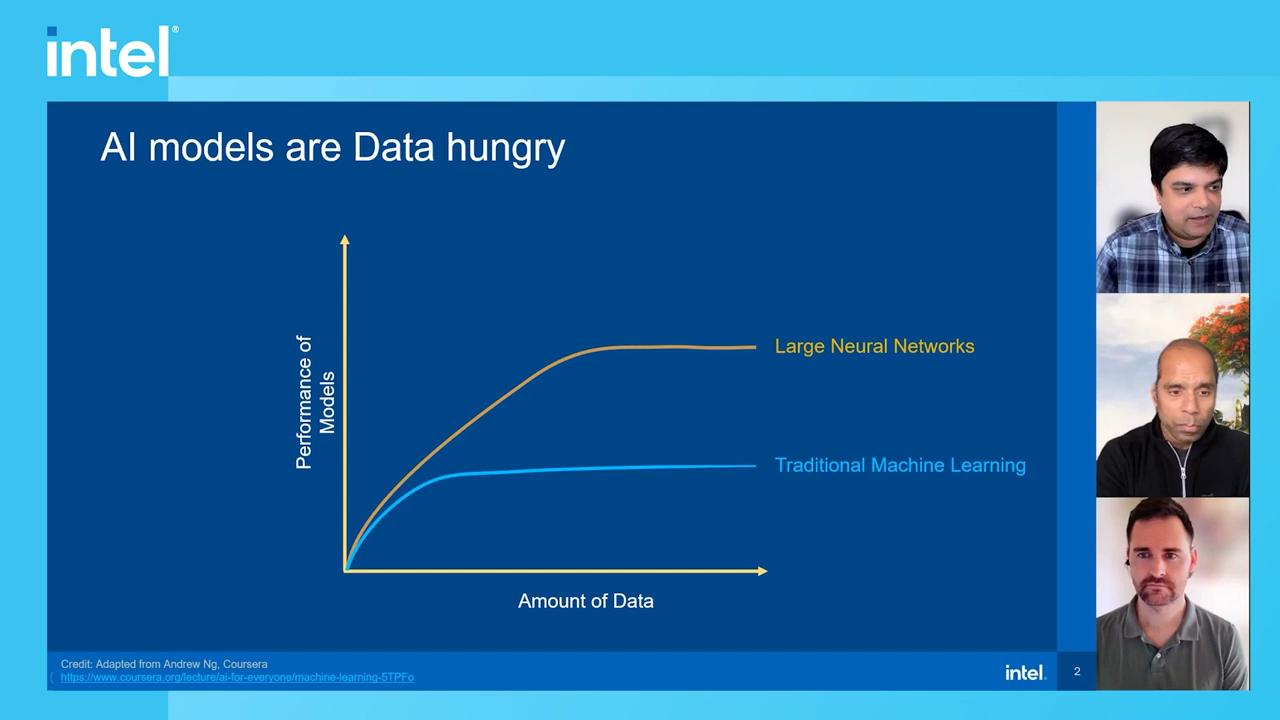 intel®
AI models are Data hungry
Performance of
Models
Large Neural Networks
Traditional Machine Learning
Amount of Data
Credit: Adapted from Andrew Ng, Coursera
https://www.coursera.org/lecture/ai-for-everyone/machine-learning-5TPFo
intel.
2